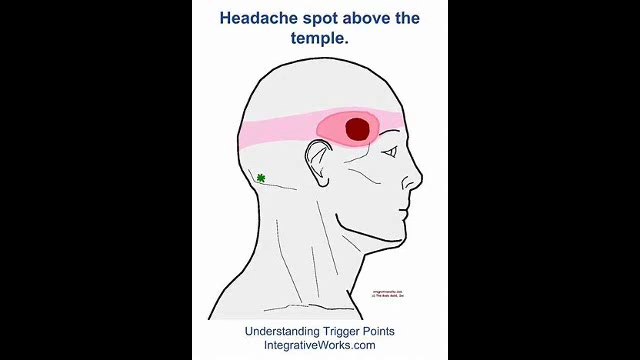 Headache spot above the
temple.
Understanding Trigger Points
IntegrativeWorks.com